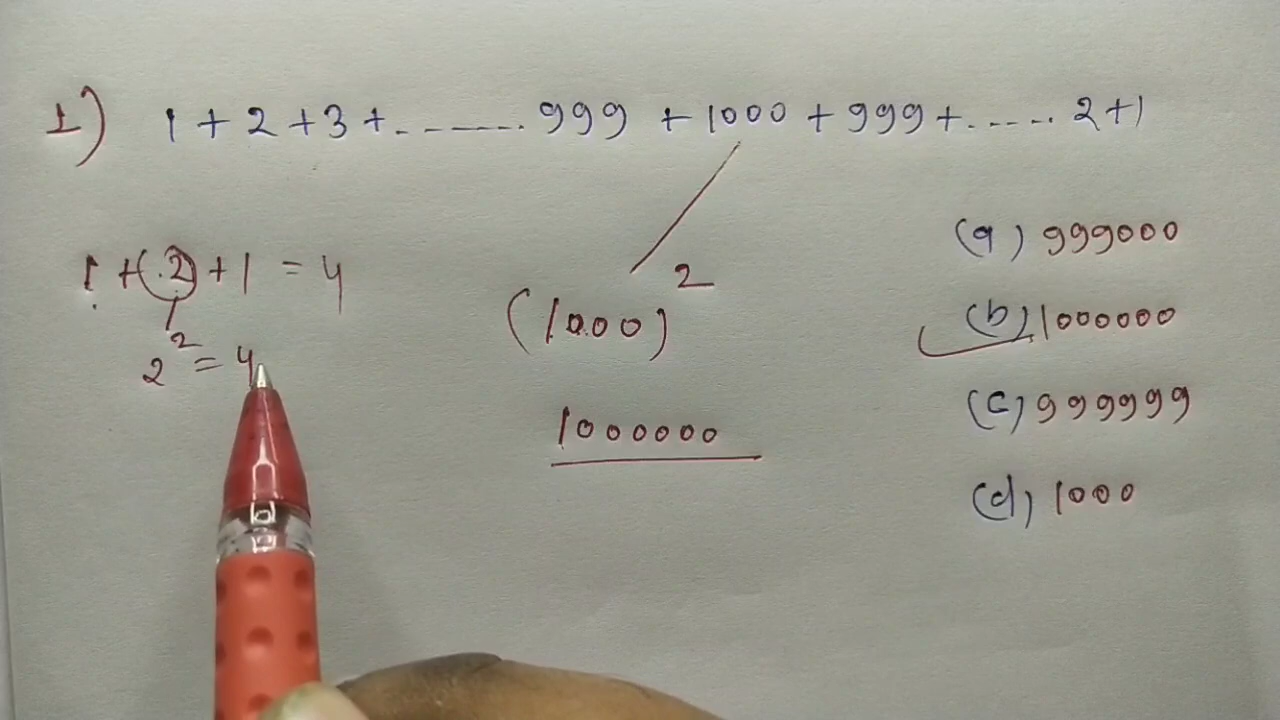 1) 1 + 2 + 3 + ........ 999 + 1000 + 999 + ..... 2 + 1
1 + (2) + 1 = 4
2² = 4
(1000)²
1000000
(a) 999000
(b) 1000000
(c) 999999
(d) 1000